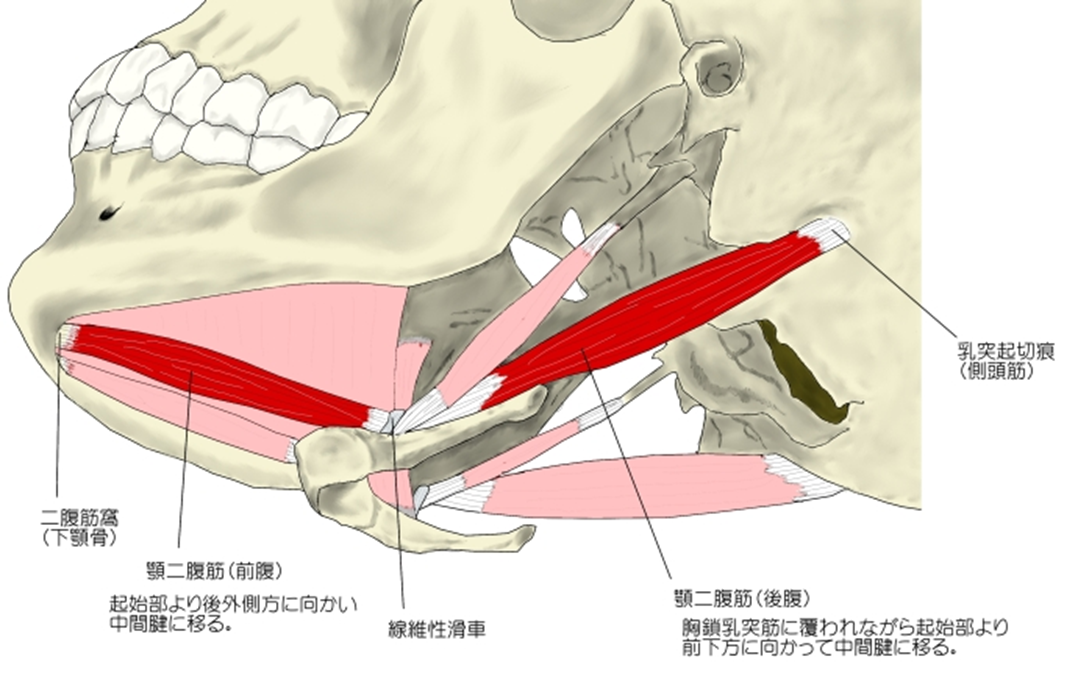 乳突起切痕
(側頭筋)
二腹筋窩
(下顎骨)
顎二腹筋(前腹)
起始部より後外側方に向かい
中間腱に移る。
線維性滑車
顎二腹筋(後腹)
胸鎖乳突筋に覆われながら起始部より
前下方に向かって中間腱に移る。